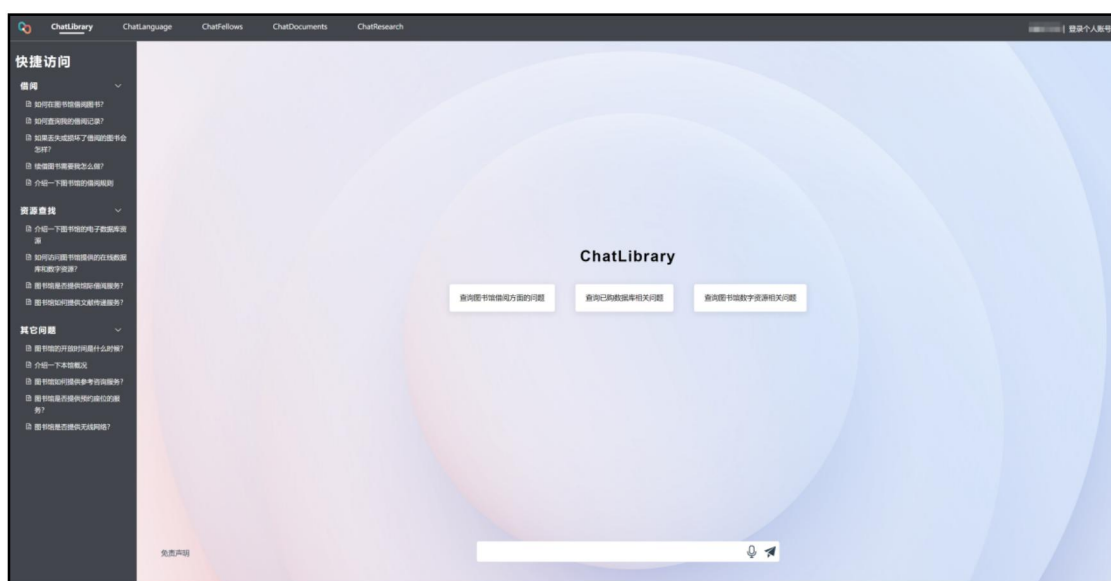 ChatLibrary
ChatLanguage
ChatFellows
ChatDocuments
ChatResearch
| 登录个人账号
快捷访问
借阅
如何在图书馆借阅图书?
如何查询我的借阅记录?
如果丢失或损坏了借阅的图书会
怎样?
续借图书需要我怎么做?
介绍一下图书馆的借阅规则
资源查找
介绍一下图书馆的电子数据库资
源
如何访问图书馆提供的在线数据
库和数字资源?
图书馆是否提供馆际借阅服务?
图书馆如何提供文献传递服务?
其它问题
图书馆的开放时间是什么时候?
介绍一下本馆概况
图书馆如何提供参考咨询服务?
图书馆是否提供预约座位的服
务?
图书馆是否提供无线网络?
ChatLibrary
查询图书馆借阅方面的问题
查询已购数据库相关问题
查询图书馆数字资源相关问题
免责声明